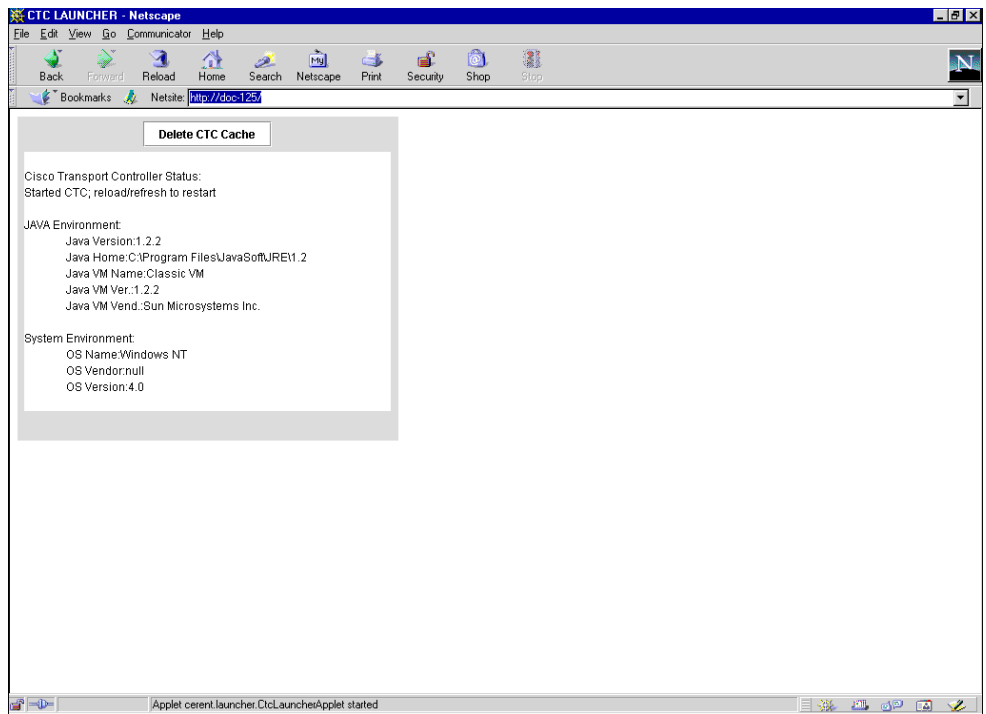 CTC LAUNCHER - Netscape
File Edit View Go Communicator Help
My
Back Forward Reload Home Search Netscape Print Security Shop Stop
N
Bookmarks Netsite: http://doc-125/
Delete CTC Cache
Cisco Transport Controller Status:
Started CTC; reload/refresh to restart
JAVA Environment:
Java Version:1.2.2
Java Home:C:\Program Files\JavaSoft\JRE\1.2
Java VM Name:Classic VM
Java VM Ver.:1.2.2
Java VM Vend.:Sun Microsystems Inc.
System Environment:
OS Name:Windows NT
OS Vendor:null
OS Version:4.0
Applet cerent.launcher.CtcLauncherApplet started